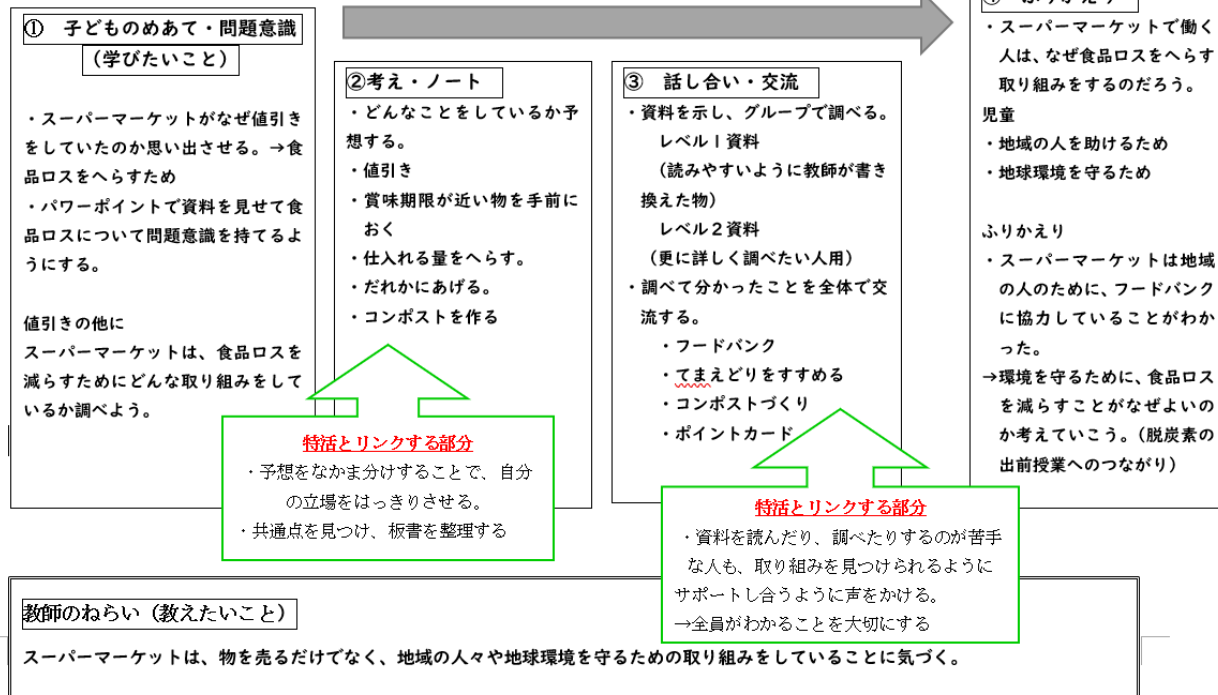 ① 子どものめあて・問題意識
（学びたいこと）
・スーパーマーケットがなぜ値引き
をしていたのか思い出させる。→食
品ロスをへらすため
・パワーポイントで資料を見せて食
品ロスについて問題意識を持てるよ
うにする。
値引きの他に
スーパーマーケットは、食品ロスを
減らすためにどんな取り組みをして
いるか調べよう。
②考え・ノート
・どんなことをしているか予
想する。
・値引き
・賞味期限が近い物を手前に
おく
・仕入れる量をへらす。
・だれかにあげる。
・コンポストを作る
特活とリンクする部分
・予想をなかま分けすることで、自分
の立場をはっきりさせる。
・共通点を見つけ、板書を整理する
③ 話し合い・交流
・資料を示し、グループで調べる。
レベル１資料
（読みやすいように教師が書き
換えた物）
レベル２資料
（更に詳しく調べたい人用）
・調べて分かったことを全体で交
流する。
・フードバンク
・てまえどりをすすめる
・コンポストづくり
・ポイントカード
特活とリンクする部分
・資料を読んだり、調べたりするのが苦手
な人も、取り組みを見つけられるように
サポートし合うように声をかける。
→全員がわかることを大切にする
・スーパーマーケットで働く
人は、なぜ食品ロスをへらす
取り組みをするのだろう。
児童
・地域の人を助けるため
・地球環境を守るため
ふりかえり
・スーパーマーケットは地域
の人のために、フードバンク
に協力していることがわか
った。
→環境を守るために、食品ロス
を減らすことがなぜよいの
か考えていこう。（脱炭素の
出前授業へのつながり）
教師のねらい（教えたいこと）
スーパーマーケットは、物を売るだけでなく、地域の人々や地球環境を守るための取り組みをしていることに気づく。